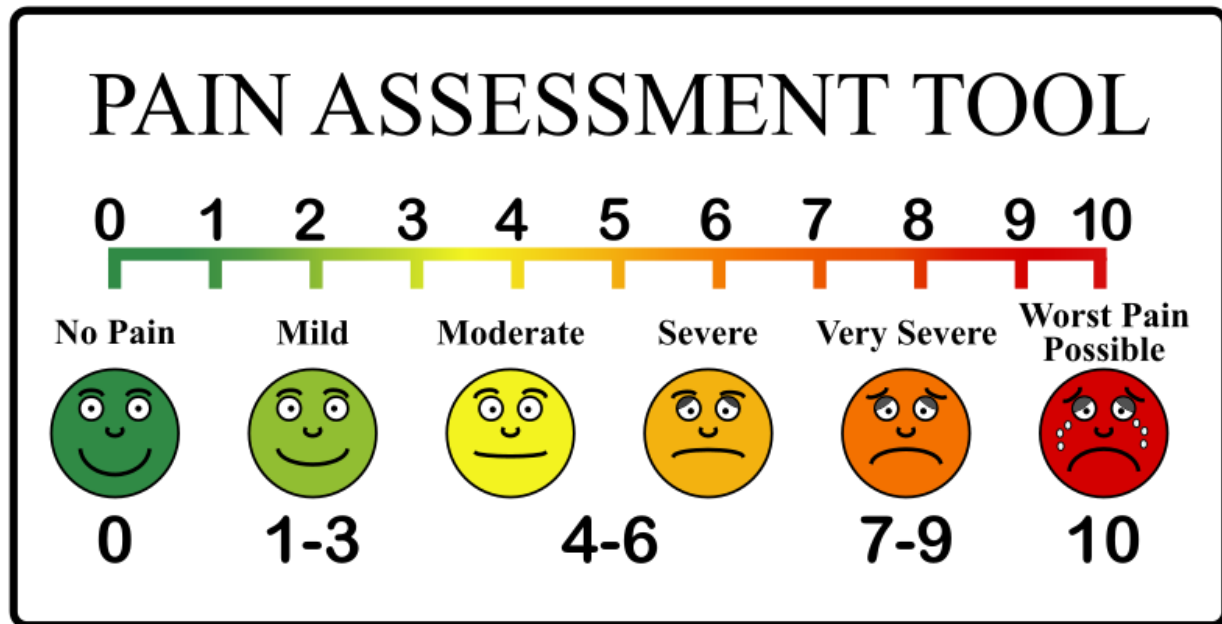 PAIN ASSESSMENT TOOL
0 1 2 3 4 5 6 7 8 9 10
No Pain Mild Moderate Severe Very Severe Worst Pain
Possible
0 1-3 4-6 7-9 10